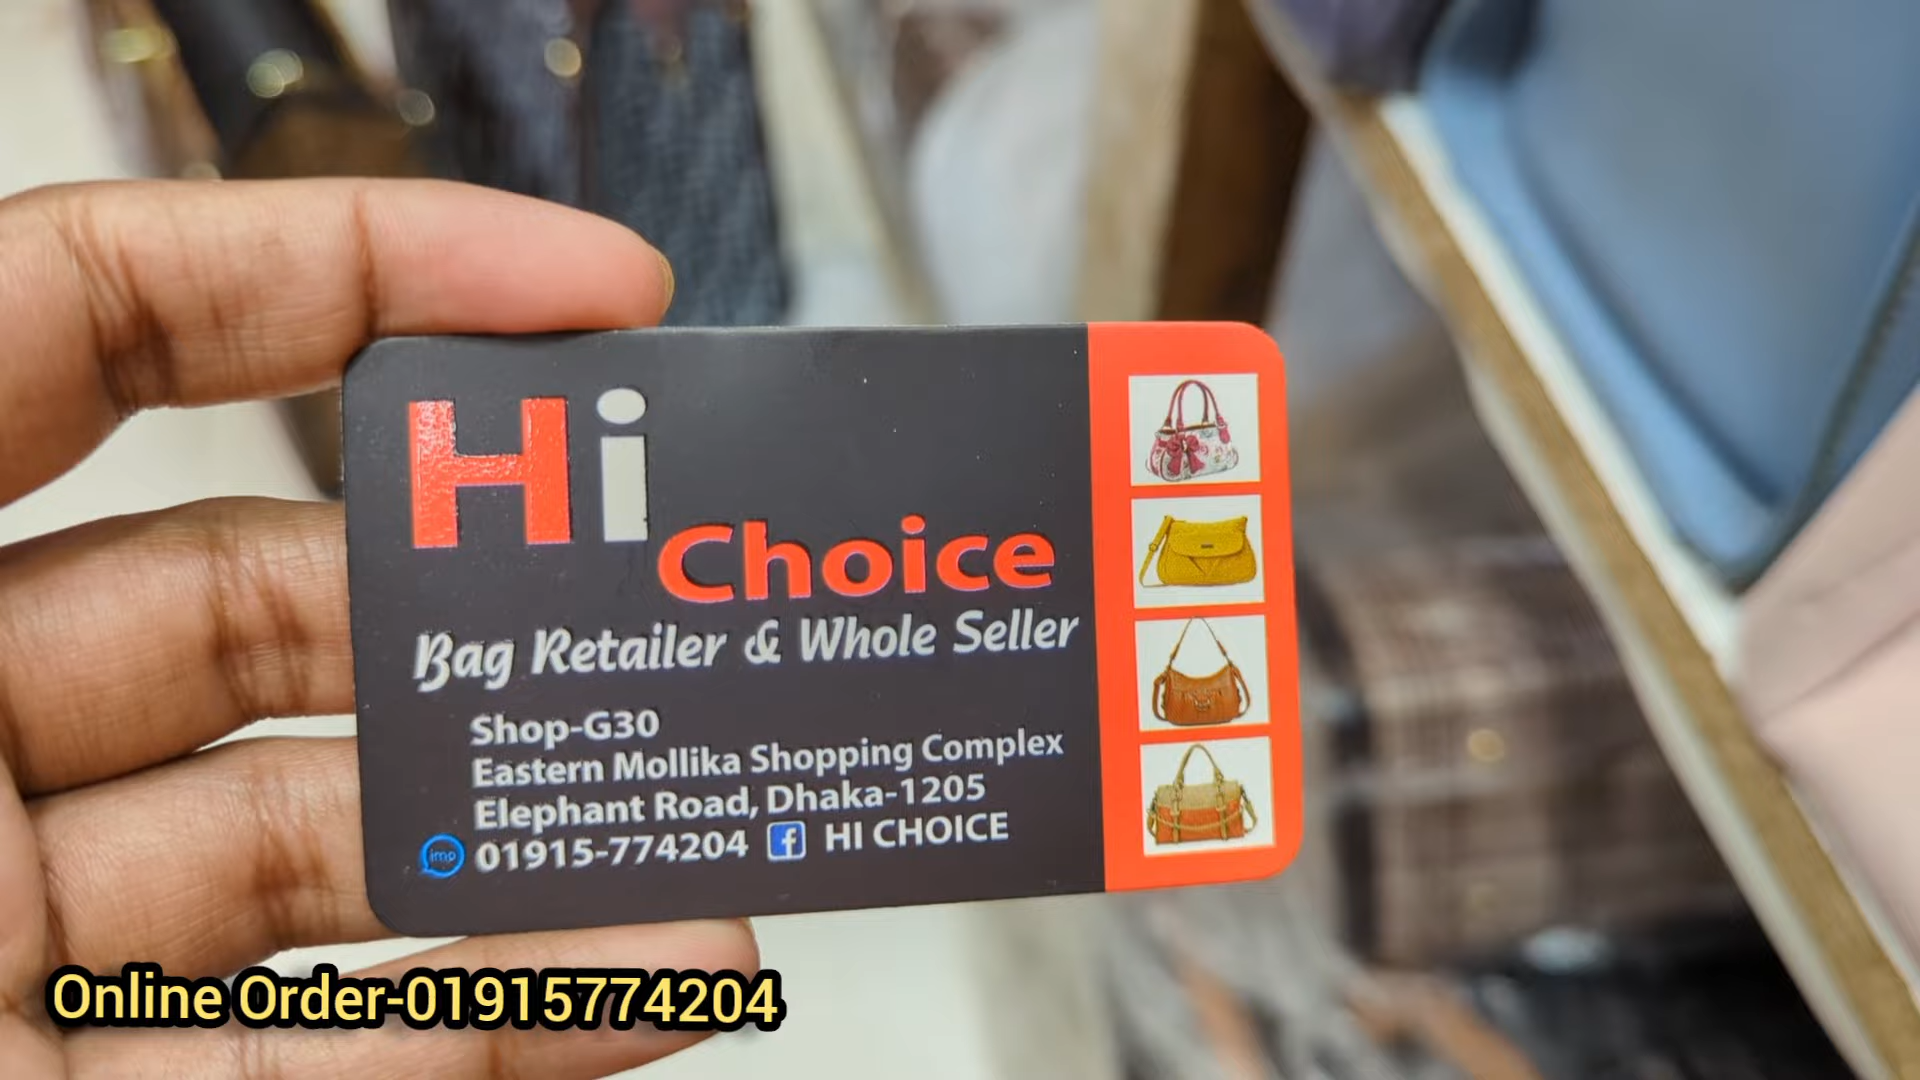 Hi
Choice
Bag Retailer & Whole Seller
Shop-G30
Eastern Mollika Shopping Complex
Elephant Road, Dhaka-1205
imo 01915-774204 f HI CHOICE
Online Order-01915774204